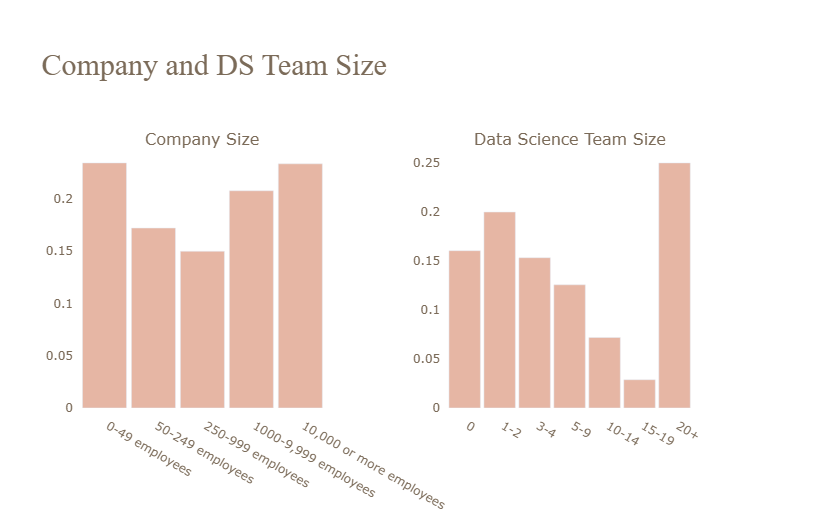 Company and DS Team Size
Company Size
0.2
0.15
0.1
0.05
0
0-49 employees
50-249 employees
250-999 employees
1000-9,999 employees
10,000 or more employees
Data Science Team Size
0.25
0.2
0.15
0.1
0.05
0
0
1-2
3-4
5-9
10-14
15-19
20+